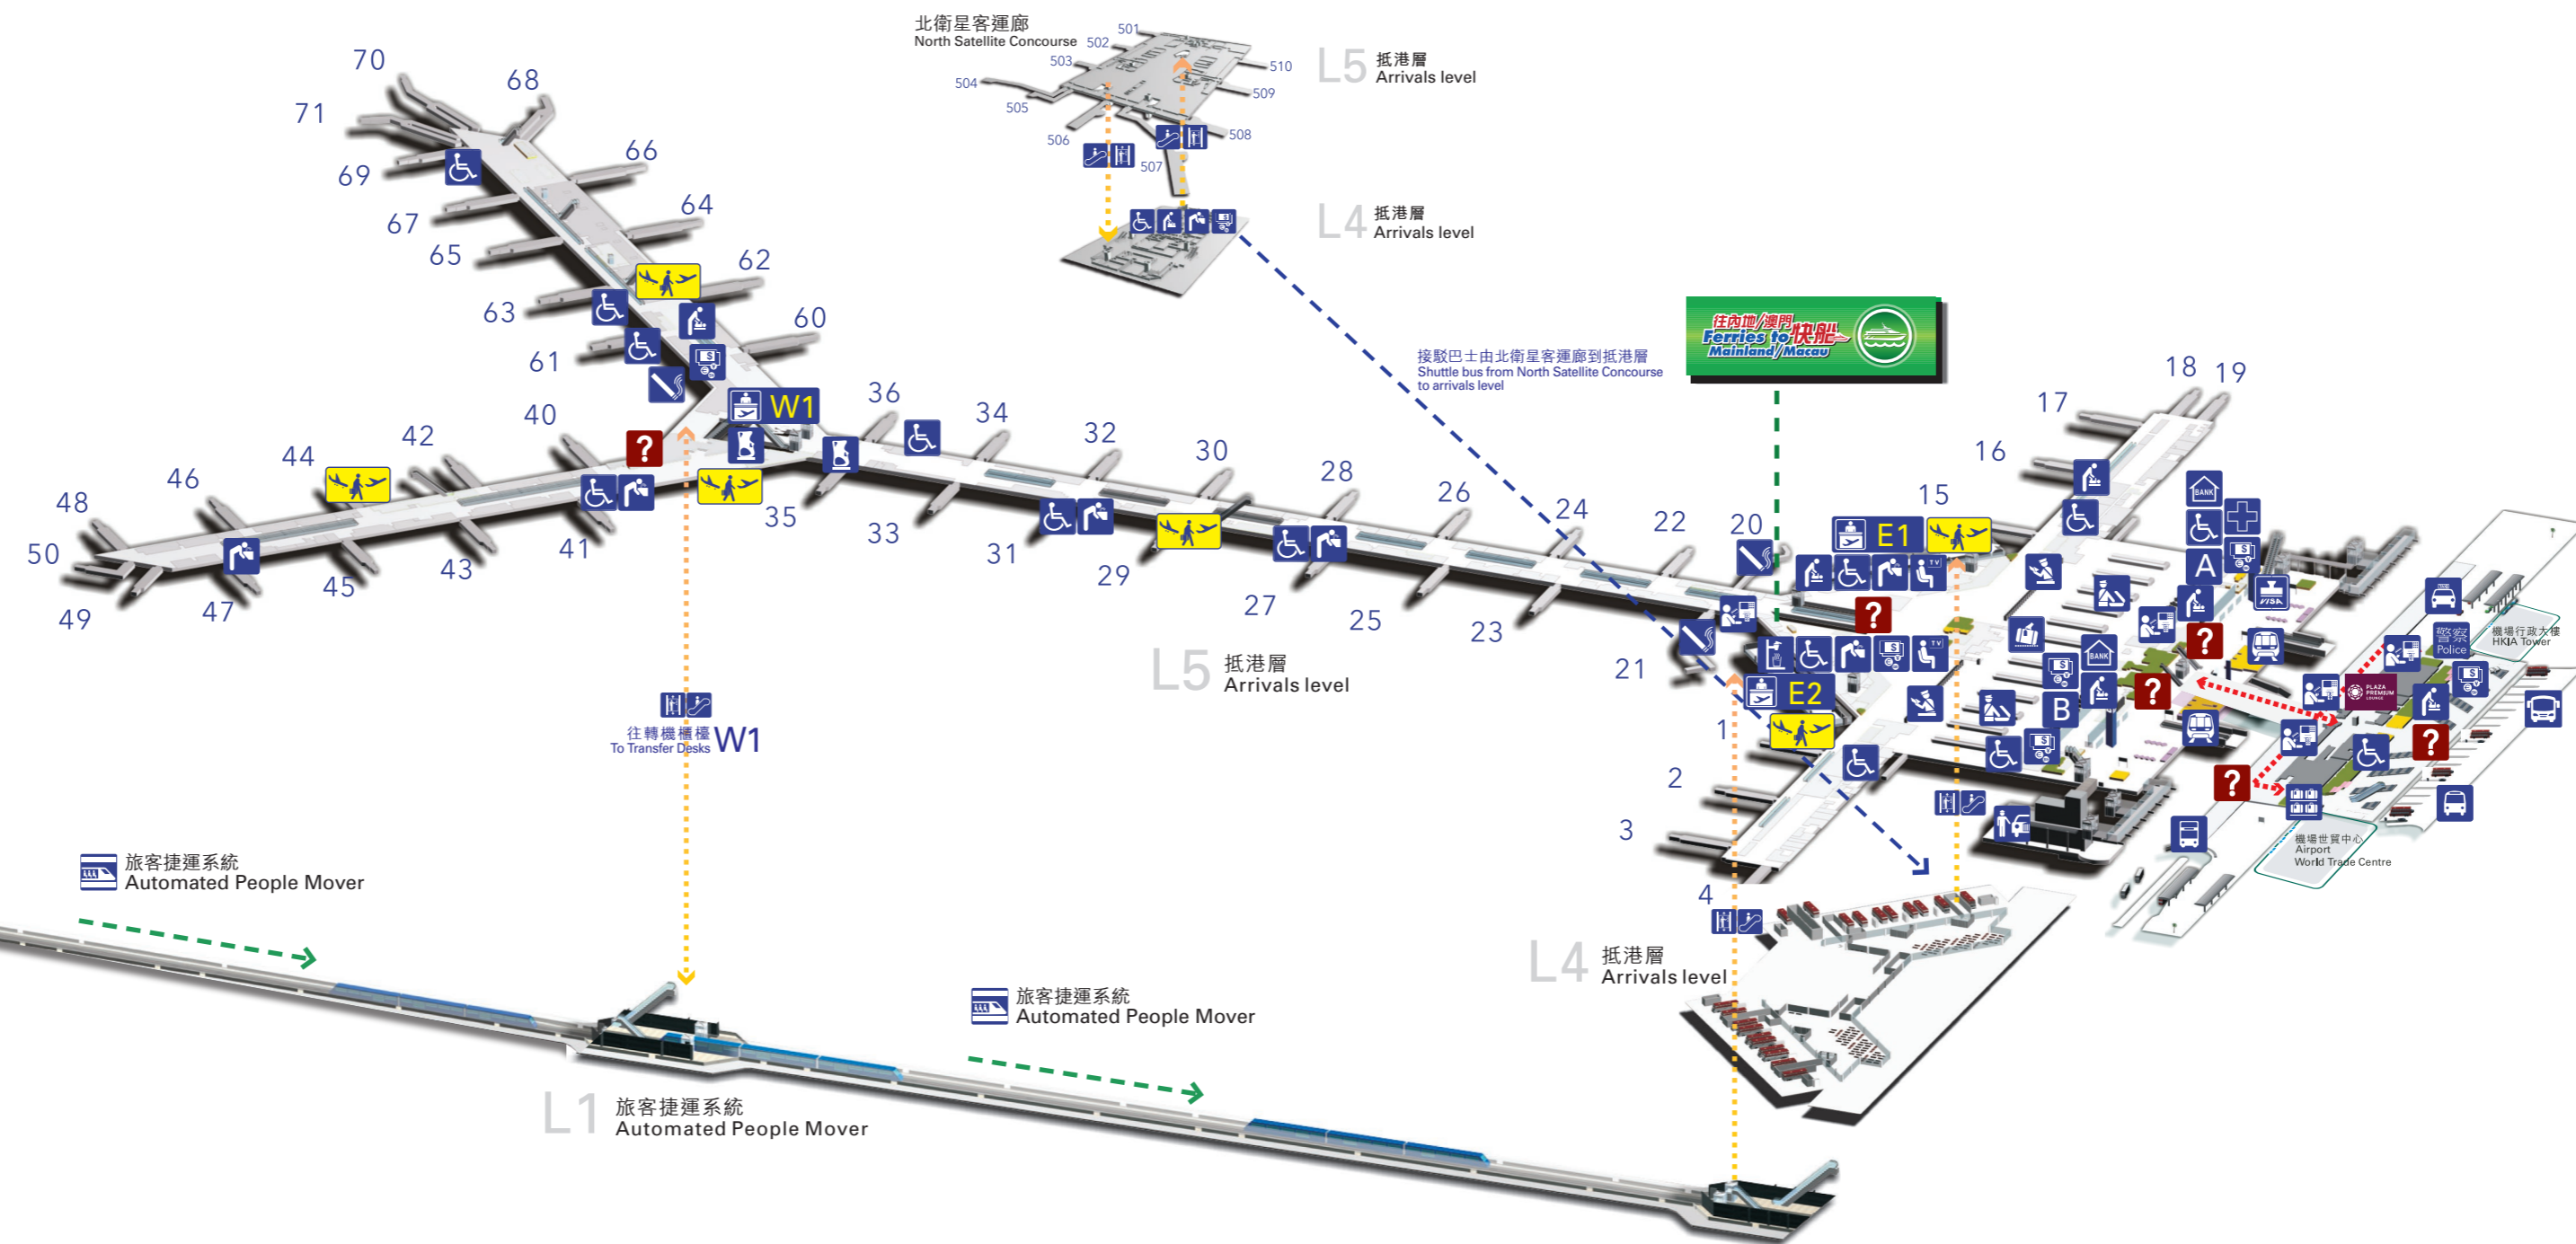 北衛星客運廊
North Satellite Concourse
501
502
503
504
505
506
507
508
509
510
L5 抵港層
Arrivals level
L4 抵港層
Arrivals level
70
68
71
66
69
64
67
65
62
63
60
61
W1
36
34
32
30
28
26
24
22
20
40
42
44
46
48
50
49
47
45
43
41
35
33
31
29
27
25
23
21
往內地/澳門快船
Ferries to
Mainland/Macau
接駁巴士由北衛星客運廊到抵港層
Shuttle bus from North Satellite Concourse
to arrivals level
18
19
17
16
15
E1
TV
BANK
A
$
VISA
TAXI
警察
Police
機場行政大樓
HKIA Tower
L5 抵港層
Arrivals level
TV
$
E2
BANK
$
B
$
PLAZA
PREMIUM
LOUNGE
$
1
2
3
4
往轉機櫃檯
To Transfer Desks W1
機場世貿中心
Airport
World Trade Centre
旅客捷運系統
Automated People Mover
L4 抵港層
Arrivals level
旅客捷運系統
Automated People Mover
L1 旅客捷運系統
Automated People Mover